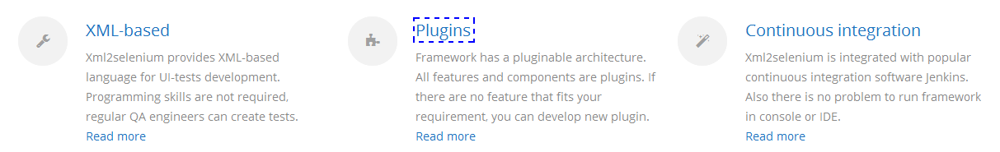 XML-based
Xml2selenium provides XML-based
language for UI-tests development.
Programming skills are not required,
regular QA engineers can create tests.
Read more
Plugins
Framework has a pluginable architecture.
All features and components are plugins. If
there are no feature that fits your
requirement, you can develop new plugin.
Read more
Continuous integration
Xml2selenium is integrated with popular
continuous integration software Jenkins.
Also there is no problem to run framework
in console or IDE.
Read more